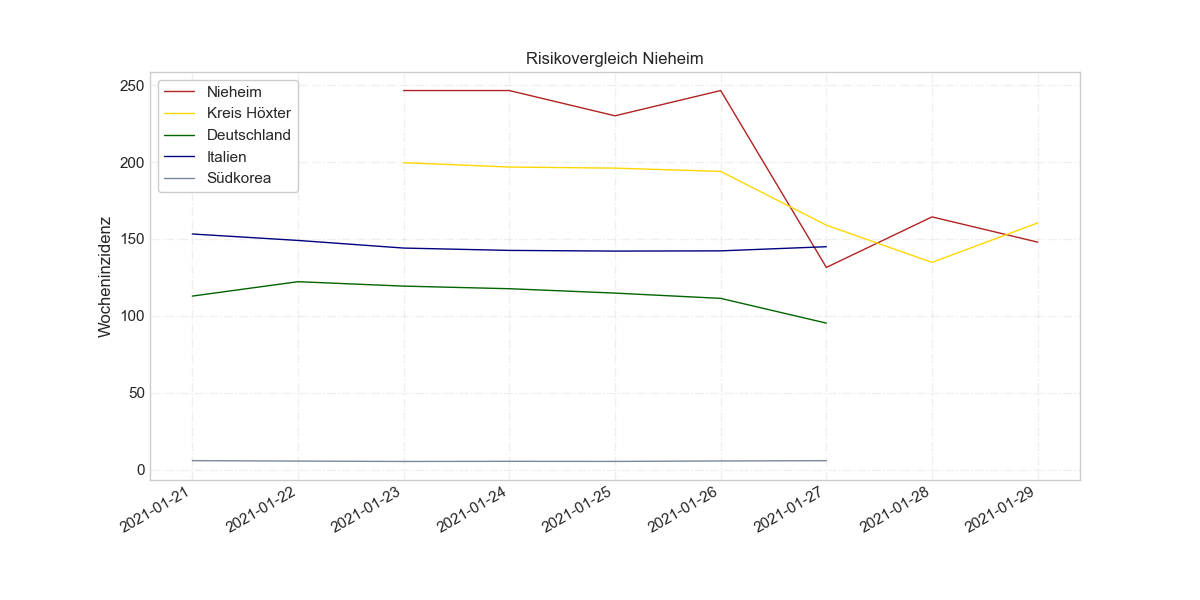 Risikovergleich Nieheim
Nieheim
Kreis Höxter
Deutschland
Italien
Südkorea
Wocheninzidenz
250
200
150
100
50
0
2021-01-21
2021-01-22
2021-01-23
2021-01-24
2021-01-25
2021-01-26
2021-01-27
2021-01-28
2021-01-29